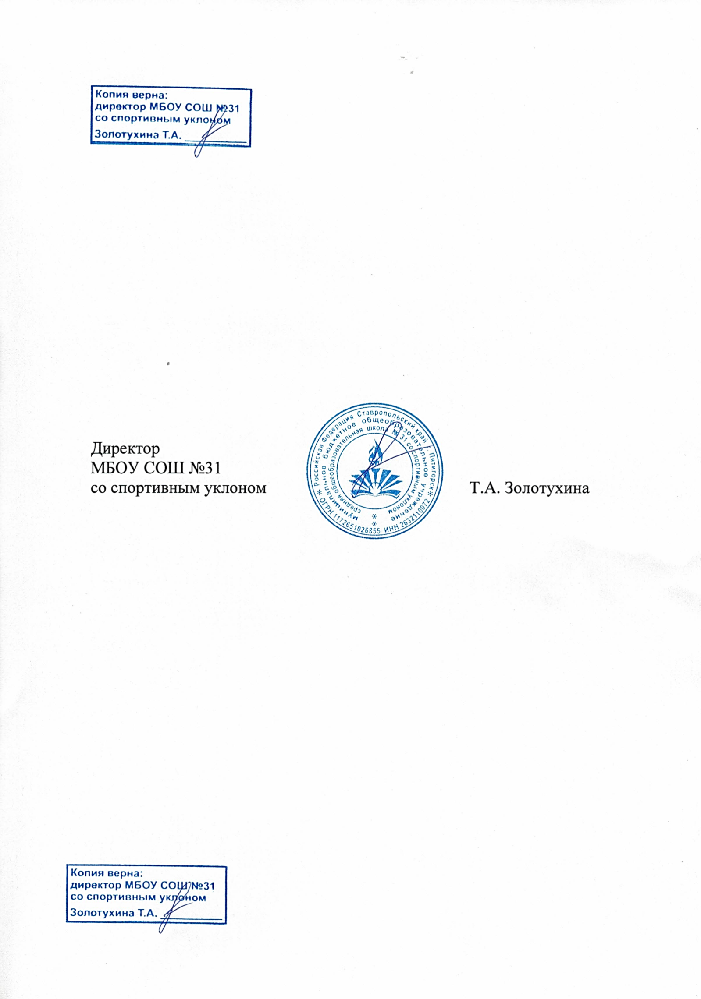 Копия верна:
директор МБОУ СОШ №31
со спортивным уклоном
Золотухина Т.А.
Директор
МБОУ СОШ №31
со спортивным уклоном
Российская Федерация Ставропольский край г. Пятигорск
ОГРН 1172651026855 ИНН 2632110072
муниципальное бюджетное общеобразовательное учреждение
средняя общеобразовательная школа № 31 со спортивным уклоном
Т.А. Золотухина
Копия верна:
директор МБОУ СОШ №31
со спортивным уклоном
Золотухина Т.А.